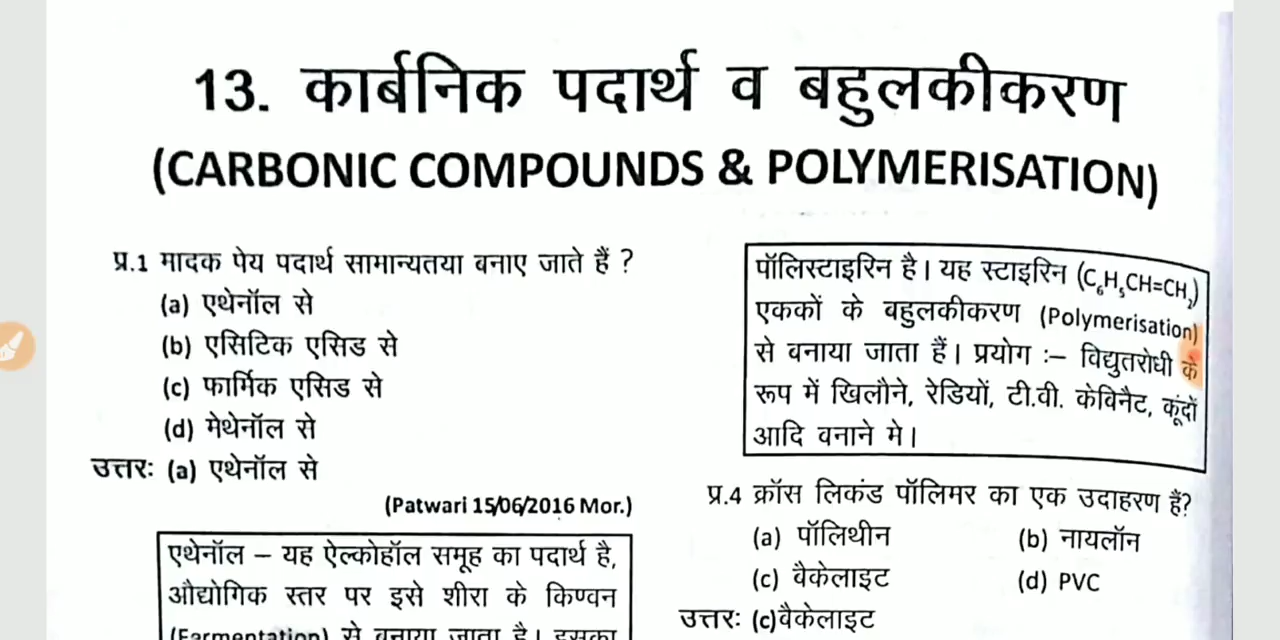 13. कार्बनिक पदार्थ व बहुलकीकरण
(CARBONIC COMPOUNDS & POLYMERISATION)
प्र.1 मादक पेय पदार्थ सामान्यतया बनाए जाते हैं ?
(a) एथेनॉल से
(b) एसिटिक एसिड से
(c) फार्मिक एसिड से
(d) मेथेनॉल से
उत्तरः (a) एथेनॉल से
(Patwari 15/06/2016 Mor.)
एथेनॉल – यह ऐल्कोहॉल समूह का पदार्थ है,
औद्योगिक स्तर पर इसे शीरा के किण्वन
(Farmentation) से बनाया जाता है। इसका
पॉलिस्टाइरिन है। यह स्टाइरिन (C₆H₅CH=CH₂)
एककों के बहुलकीकरण (Polymerisation)
से बनाया जाता हैं। प्रयोग :– विद्युतरोधी के
रूप में खिलौने, रेडियों, टी.वी. केबिनैट, कूंदों
आदि वनाने मे।
प्र.4 क्रॉस लिकंड पॉलिमर का एक उदाहरण हैं?
(a) पॉलिथीन (b) नायलॉन
(c) वैकेलाइट (d) PVC
उत्तरः (c)वैकेलाइट